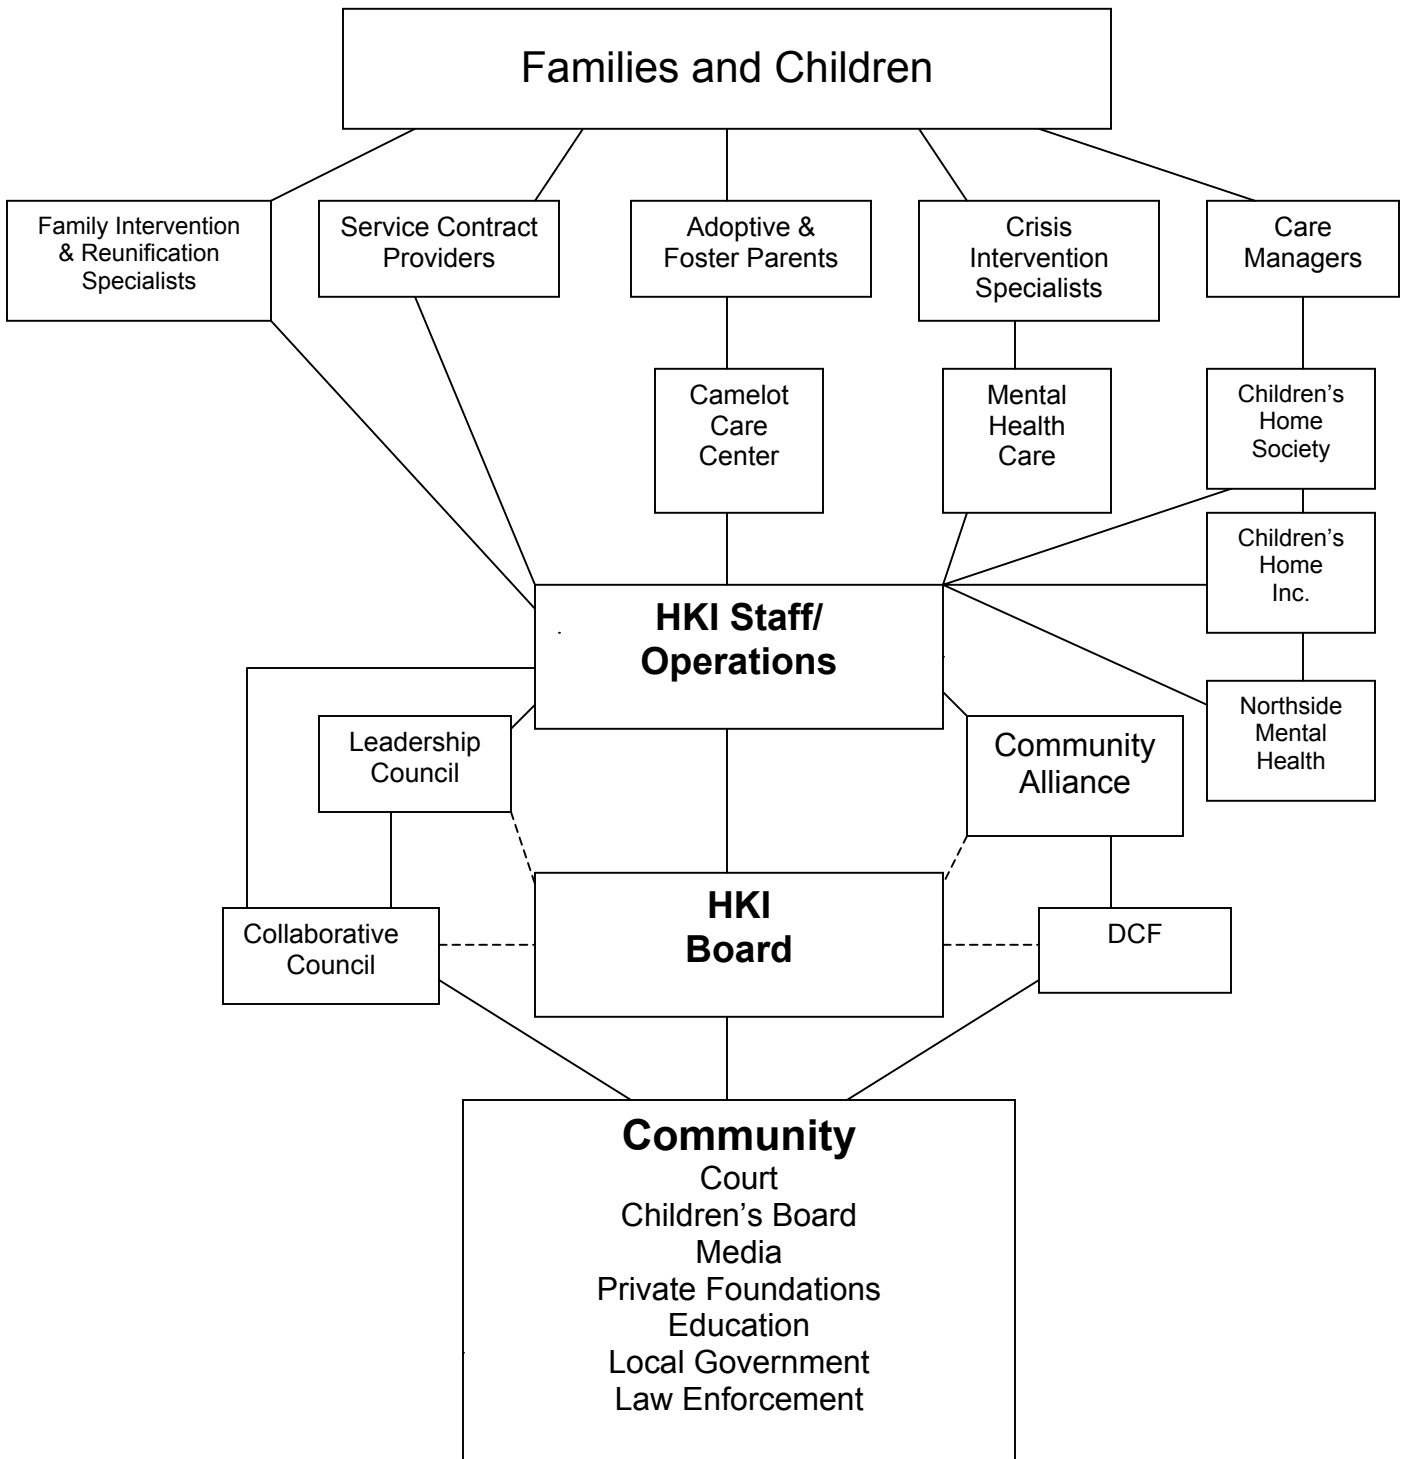 Families and Children
Family Intervention
& Reunification
Specialists
Service Contract
Providers
Adoptive &
Foster Parents
Crisis
Intervention
Specialists
Care
Managers
Camelot
Care
Center
Mental
Health
Care
Children’s
Home
Society
Children’s
Home
Inc.
HKI Staff/
Operations
Northside
Mental
Health
Leadership
Council
Community
Alliance
HKI
Board
Collaborative
Council
DCF
Community
Court
Children’s Board
Media
Private Foundations
Education
Local Government
Law Enforcement